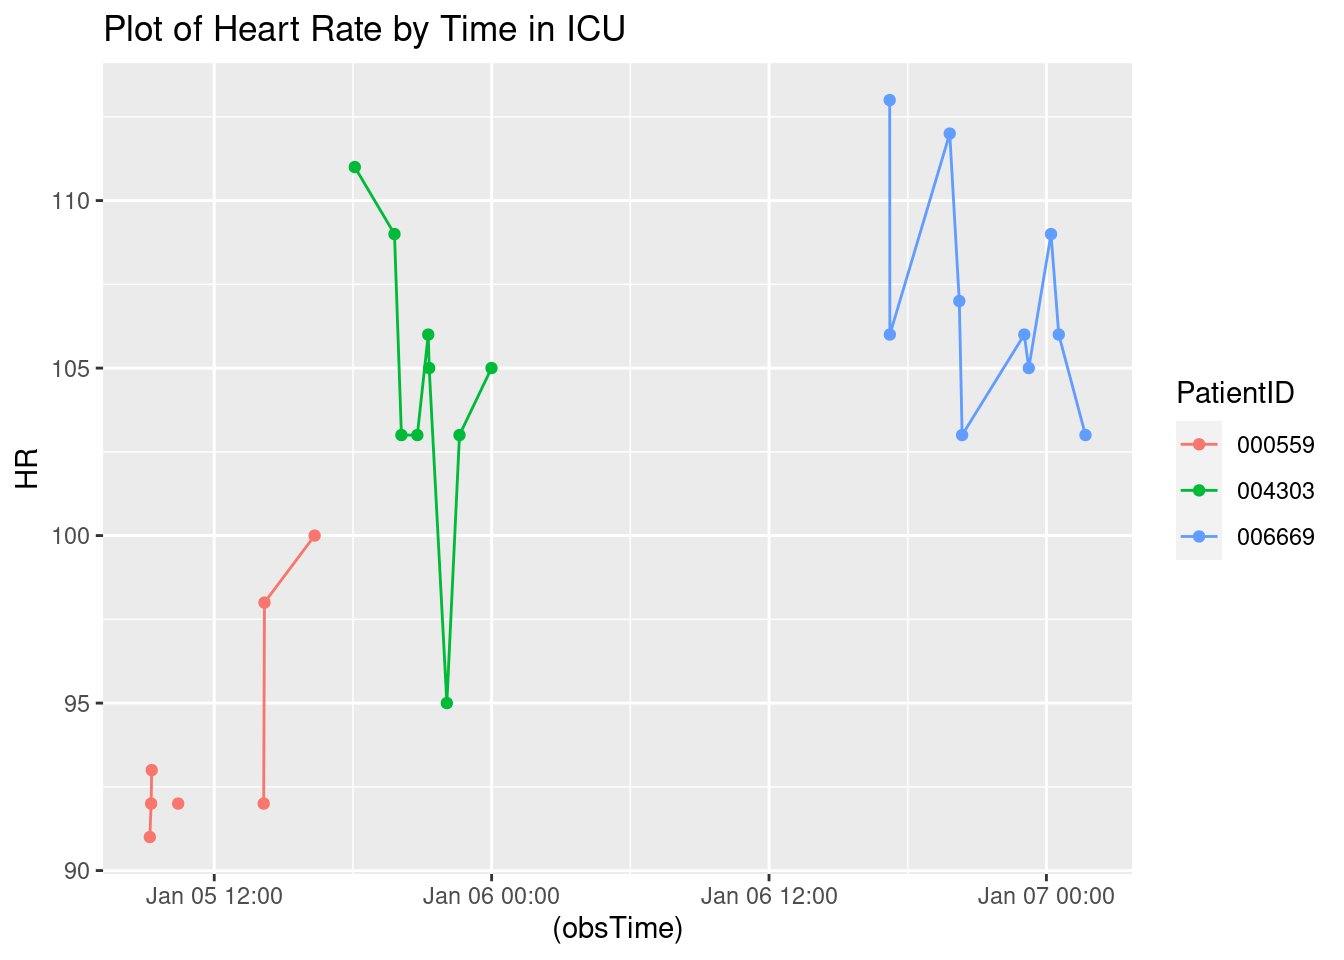 Plot of Heart Rate by Time in ICU
HR
110
105
100
95
90
Jan 05 12:00
Jan 06 00:00
Jan 06 12:00
Jan 07 00:00
(obsTime)
PatientID
000559
004303
006669